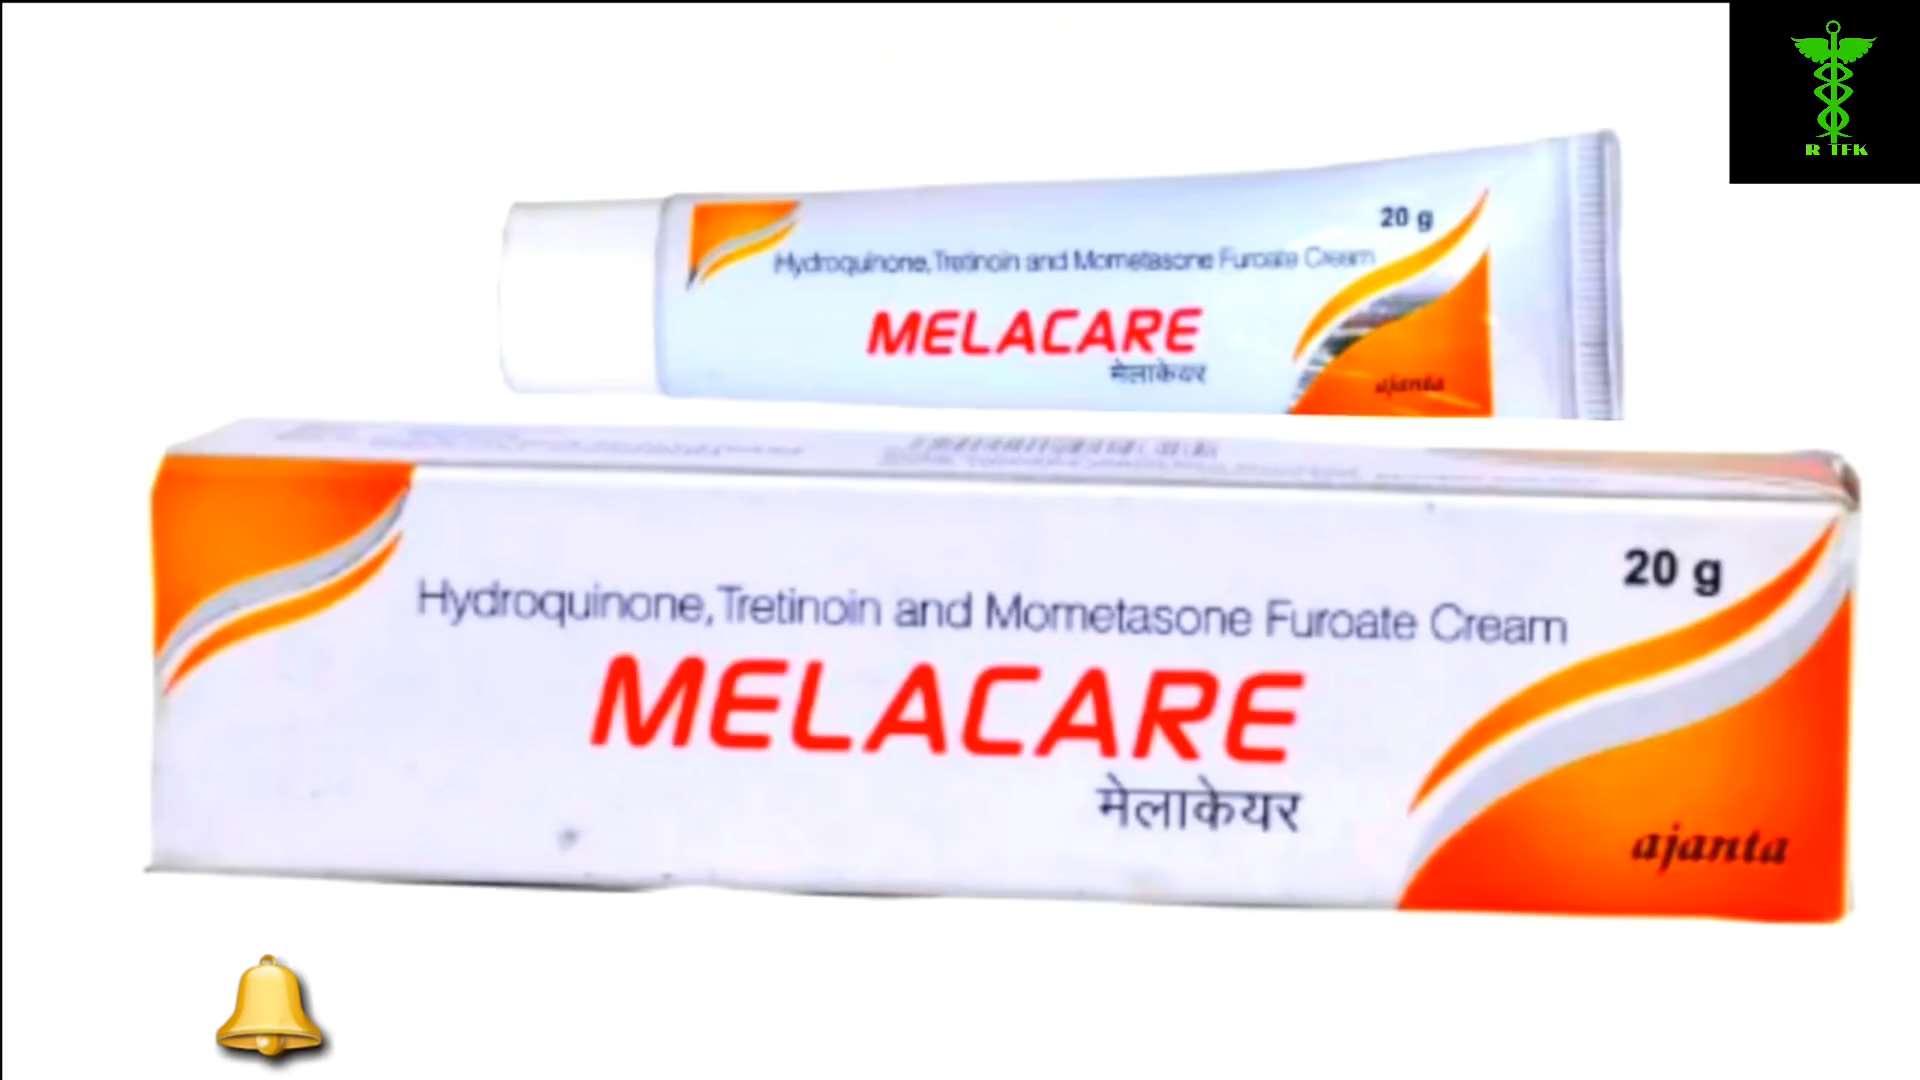 R TFK
20 g
Hydroquinone, Tretinoin and Mometasone Furoate Cream
MELACARE
मेलाकेयर
ajanta
20 g
Hydroquinone, Tretinoin and Mometasone Furoate Cream
MELACARE
मेलाकेयर
ajanta